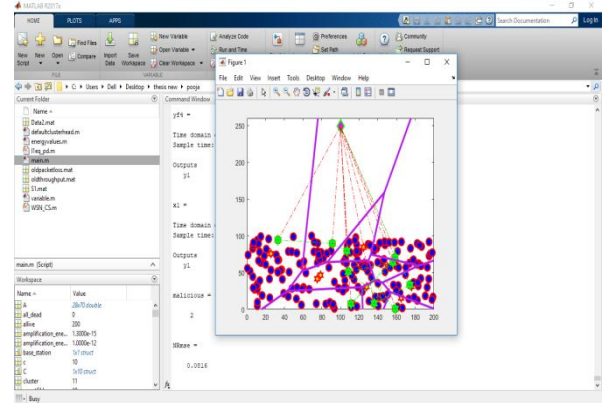 MATLAB R2017a
HOME PLOTS APPS
Search Documentation Log In
New Script New Open Find Files Compare Import Data Save Workspace New Variable Open Variable Clear Workspace Analyze Code Run and Time Preferences Set Path Community Request Support
FILE VARIABLE
C: Users Dell Desktop thesis new pooja
Current Folder
Name
Data2.mat
defaultclusterhead.m
energyvalues.m
main.m
oldpacketloss.mat
oldthroughput.mat
S1.mat
variable.m
WSN_CS.m
main.m (Script)
Workspace
Name Value
A 28x70 double
all_dead 0
allive 200
amplification_ene... 1.3000e-15
amplification_ene... 1.0000e-12
base_station 1x1 struct
c 10
C 1x10 struct
cluster 11
Busy
Command Window
yf4 =
Time domain
Sample time:
Outputs
y1
x1 =
Time domain
Sample time:
Outputs
y1
malicious =
2
NRmse =
0.0816
fx
Figure 1
File Edit View Insert Tools Desktop Window Help
250
200
150
100
50
0
0 20 40 60 80 100 120 140 160 180 200